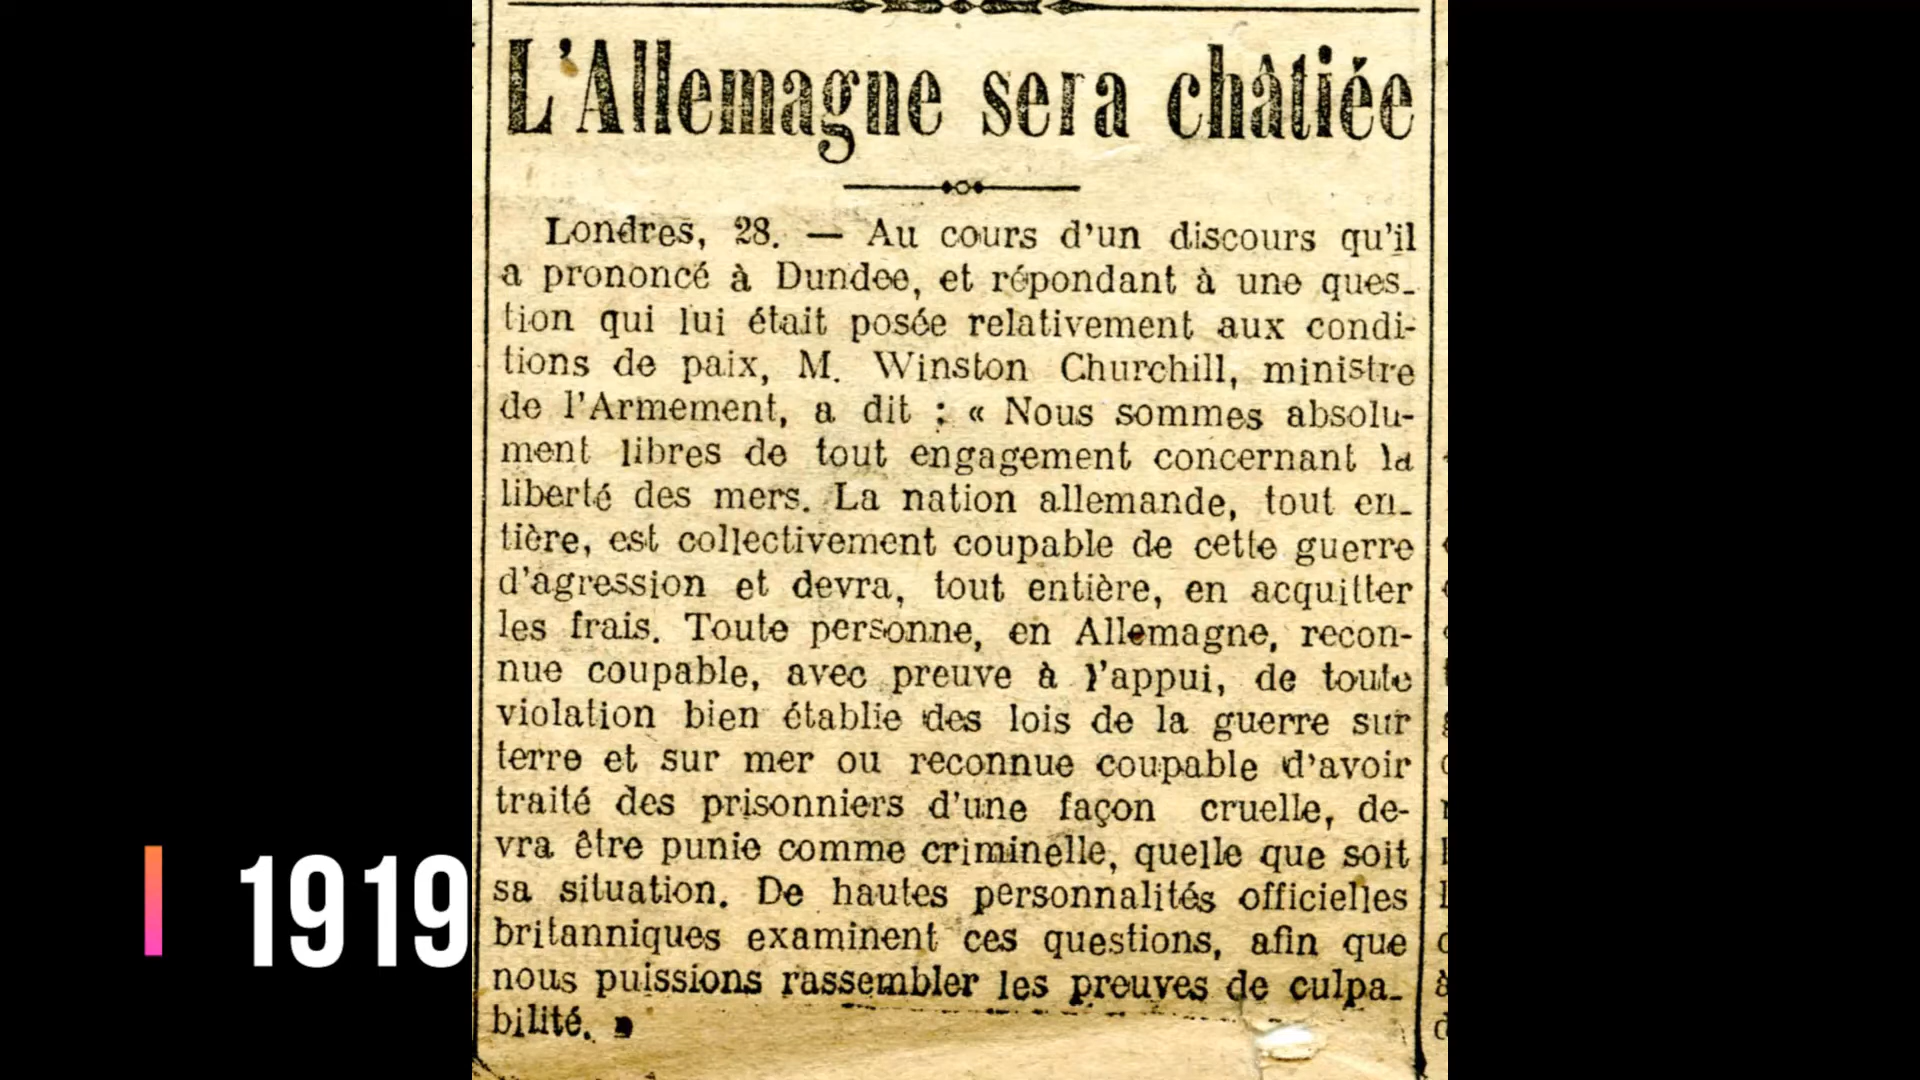 L'Allemagne sera châtiée
Londres, 28. — Au cours d'un discours qu'il
a prononcé à Dundee, et répondant à une ques-
tion qui lui était posée relativement aux condi-
tions de paix, M. Winston Churchill, ministre
de l'Armement, a dit : « Nous sommes absolu-
ment libres de tout engagement concernant la
liberté des mers. La nation allemande, tout en-
tière, est collectivement coupable de cette guerre
d'agression et devra, tout entière, en acquitter
les frais. Toute personne, en Allemagne, recon-
nue coupable, avec preuve à l'appui, de toute
violation bien établie des lois de la guerre sur
terre et sur mer ou reconnue coupable d'avoir
traité des prisonniers d'une façon cruelle, de-
vra être punie comme criminelle, quelle que soit
sa situation. De hautes personnalités officielles
britanniques examinent ces questions, afin que
nous puissions rassembler les preuves de culpa-
bilité. »
1919